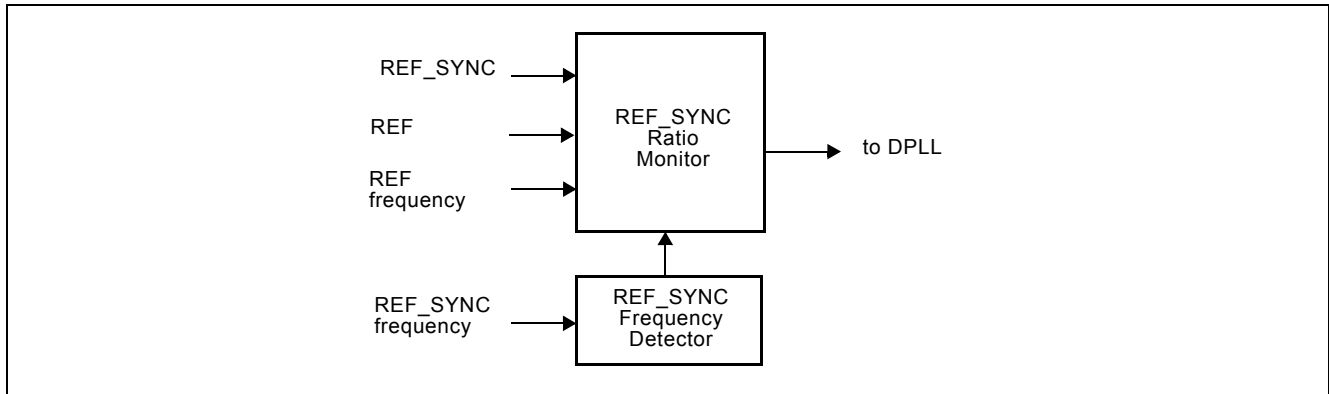 REF_SYNC
REF
REF
frequency
REF_SYNC
Ratio
Monitor
to DPLL
REF_SYNC
frequency
REF_SYNC
Frequency
Detector